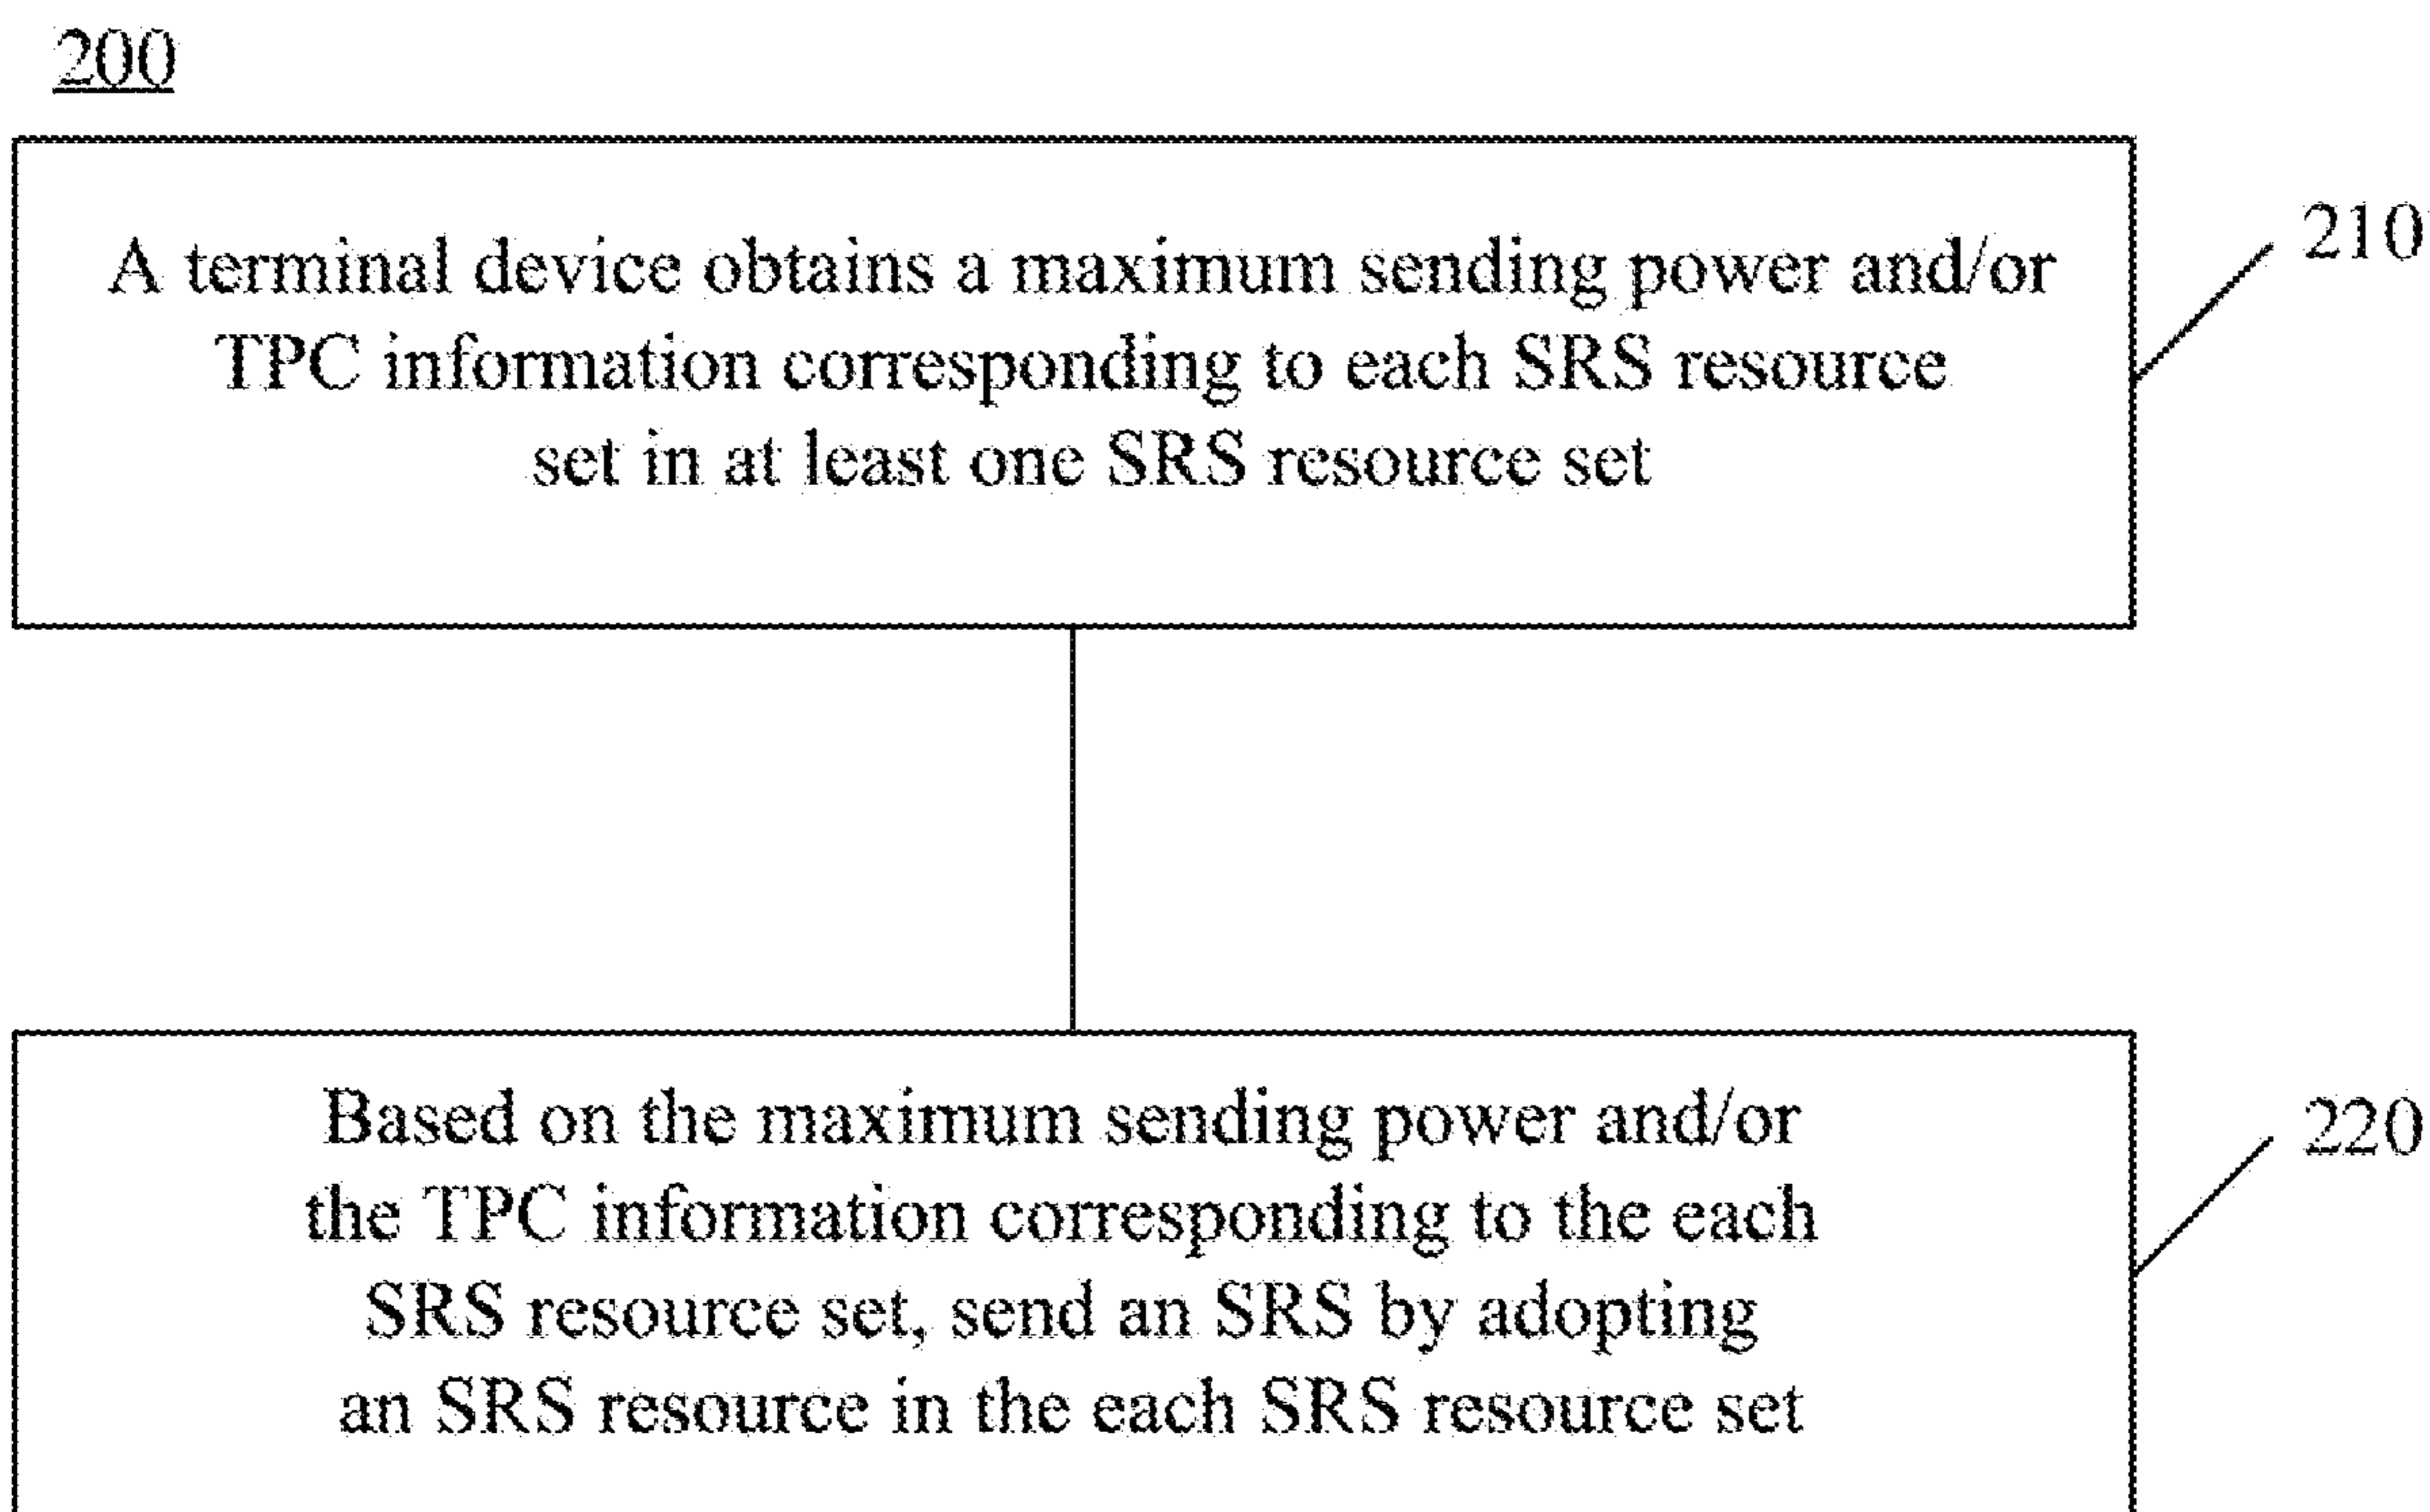 200
A terminal device obtains a maximum sending power and/or
TPC information corresponding to each SRS resource
set in at least one SRS resource set
210
Based on the maximum sending power and/or
the TPC information corresponding to the each
SRS resource set, send an SRS by adopting
an SRS resource in the each SRS resource set
220